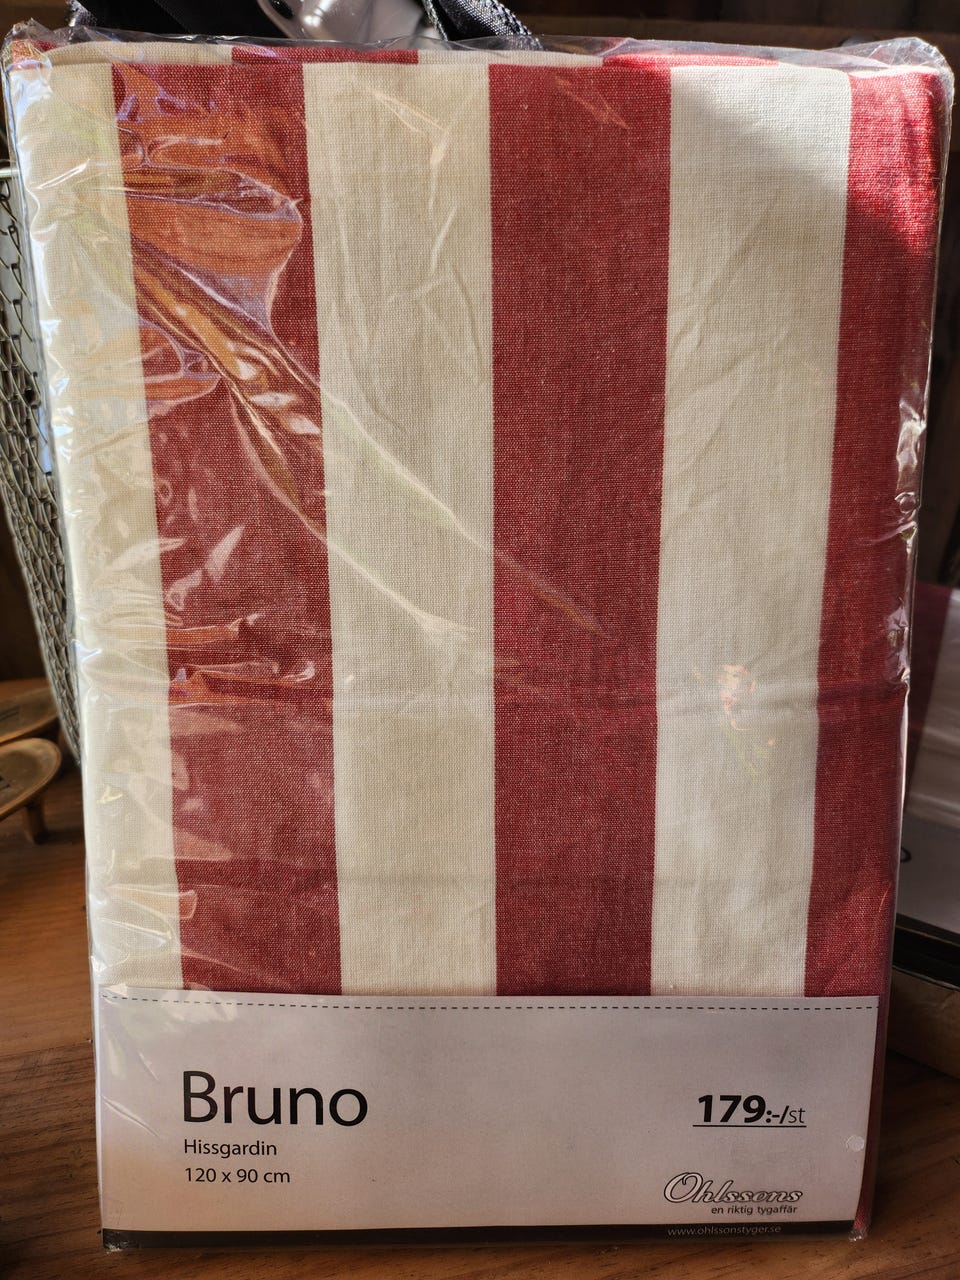 Bruno
Hissgardin
120 x 90 cm
179:-/st
Ohlssons
en riktig tygaffär
www.ohlssonstyger.se